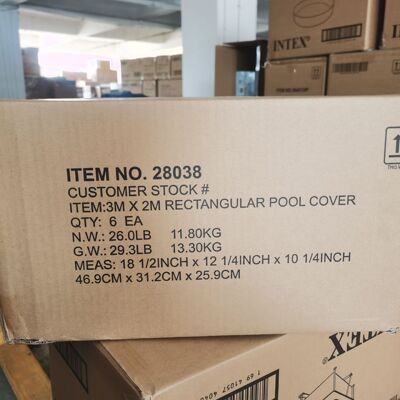 INTEX
ITEM NO. 28038
CUSTOMER STOCK #
ITEM:3M X 2M RECTANGULAR POOL COVER
QTY: 6 EA
N.W.: 26.0LB 11.80KG
G.W.: 29.3LB 13.30KG
MEAS: 18 1/2INCH x 12 1/4INCH x 10 1/4INCH
46.9CM x 31.2CM x 25.9CM
INTEX